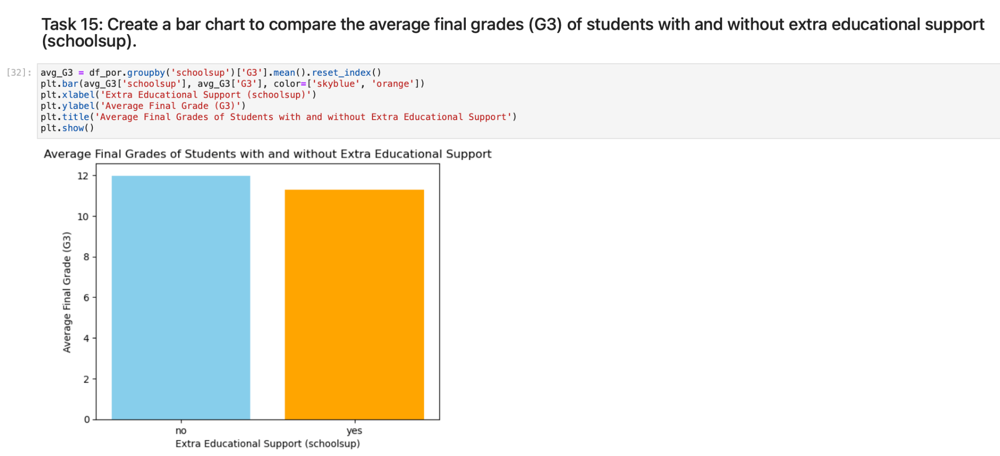 Task 15: Create a bar chart to compare the average final grades (G3) of students with and without extra educational support
(schoolsup).
[32]:
avg_G3 = df_por.groupby('schoolsup')['G3'].mean().reset_index()
plt.bar(avg_G3['schoolsup'], avg_G3['G3'], color=['skyblue', 'orange'])
plt.xlabel('Extra Educational Support (schoolsup)')
plt.ylabel('Average Final Grade (G3)')
plt.title('Average Final Grades of Students with and without Extra Educational Support')
plt.show()
Average Final Grades of Students with and without Extra Educational Support
Average Final Grade (G3)
12
10
8
6
4
2
0
no
yes
Extra Educational Support (schoolsup)